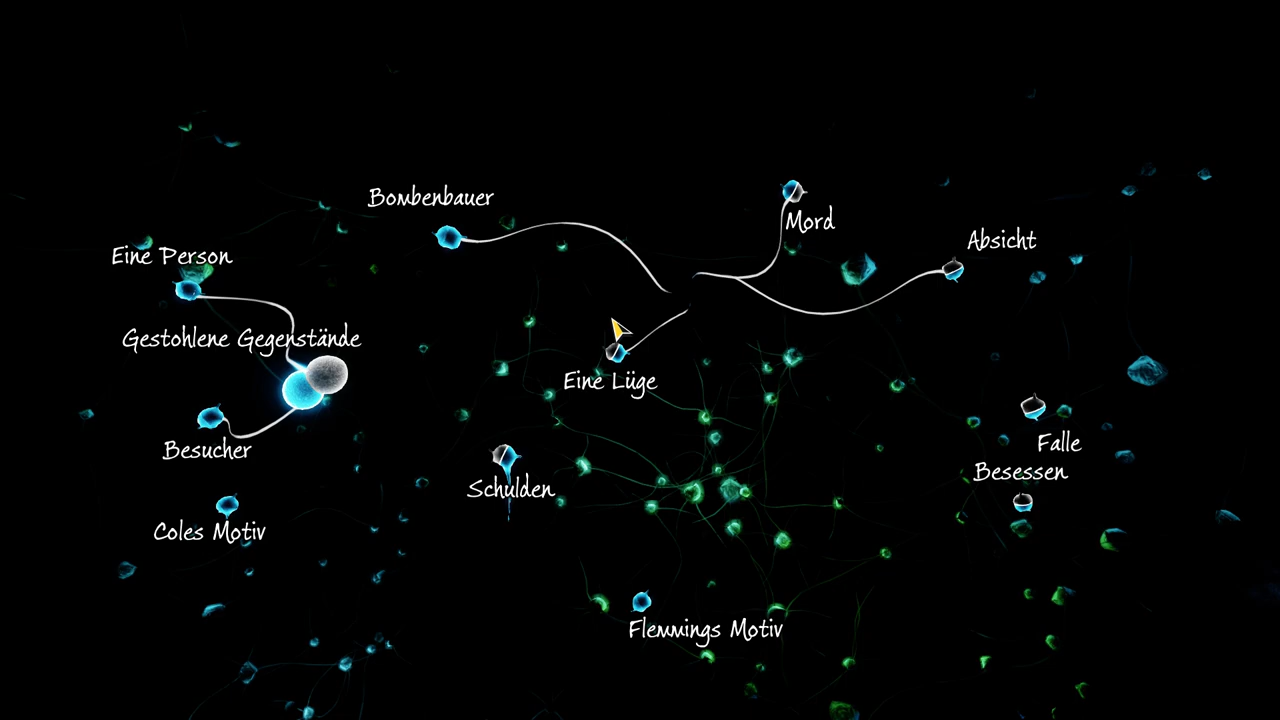 Bombenbauer
Mord
Absicht
Eine Person
Gestohlene Gegenstände
Eine Lüge
Besucher
Falle
Besessen
Schulden
Coles Motiv
Flemmings Motiv